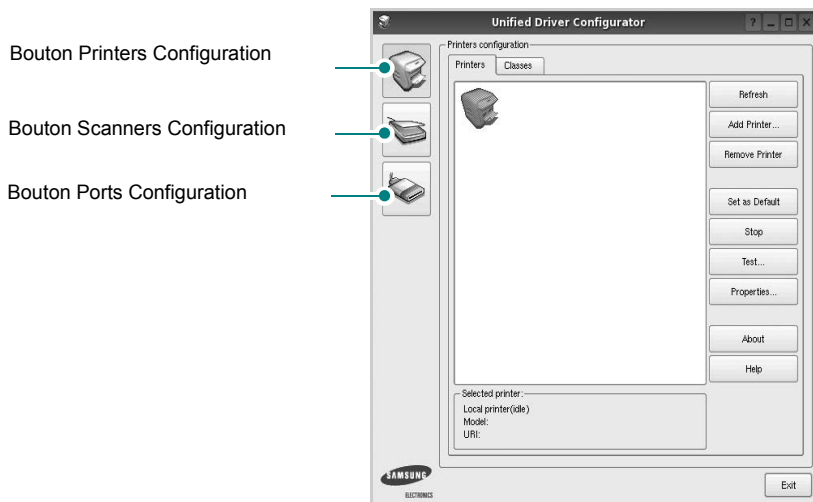 Unified Driver Configurator
Bouton Printers Configuration
Bouton Scanners Configuration
Bouton Ports Configuration
Printers configuration
Printers
Classes
Refresh
Add Printer...
Remove Printer
Set as Default
Stop
Test...
Properties...
About
Help
Selected printer:
Local printer(idle)
Model:
URI:
SAMSUNG
ELECTRONICS
Exit